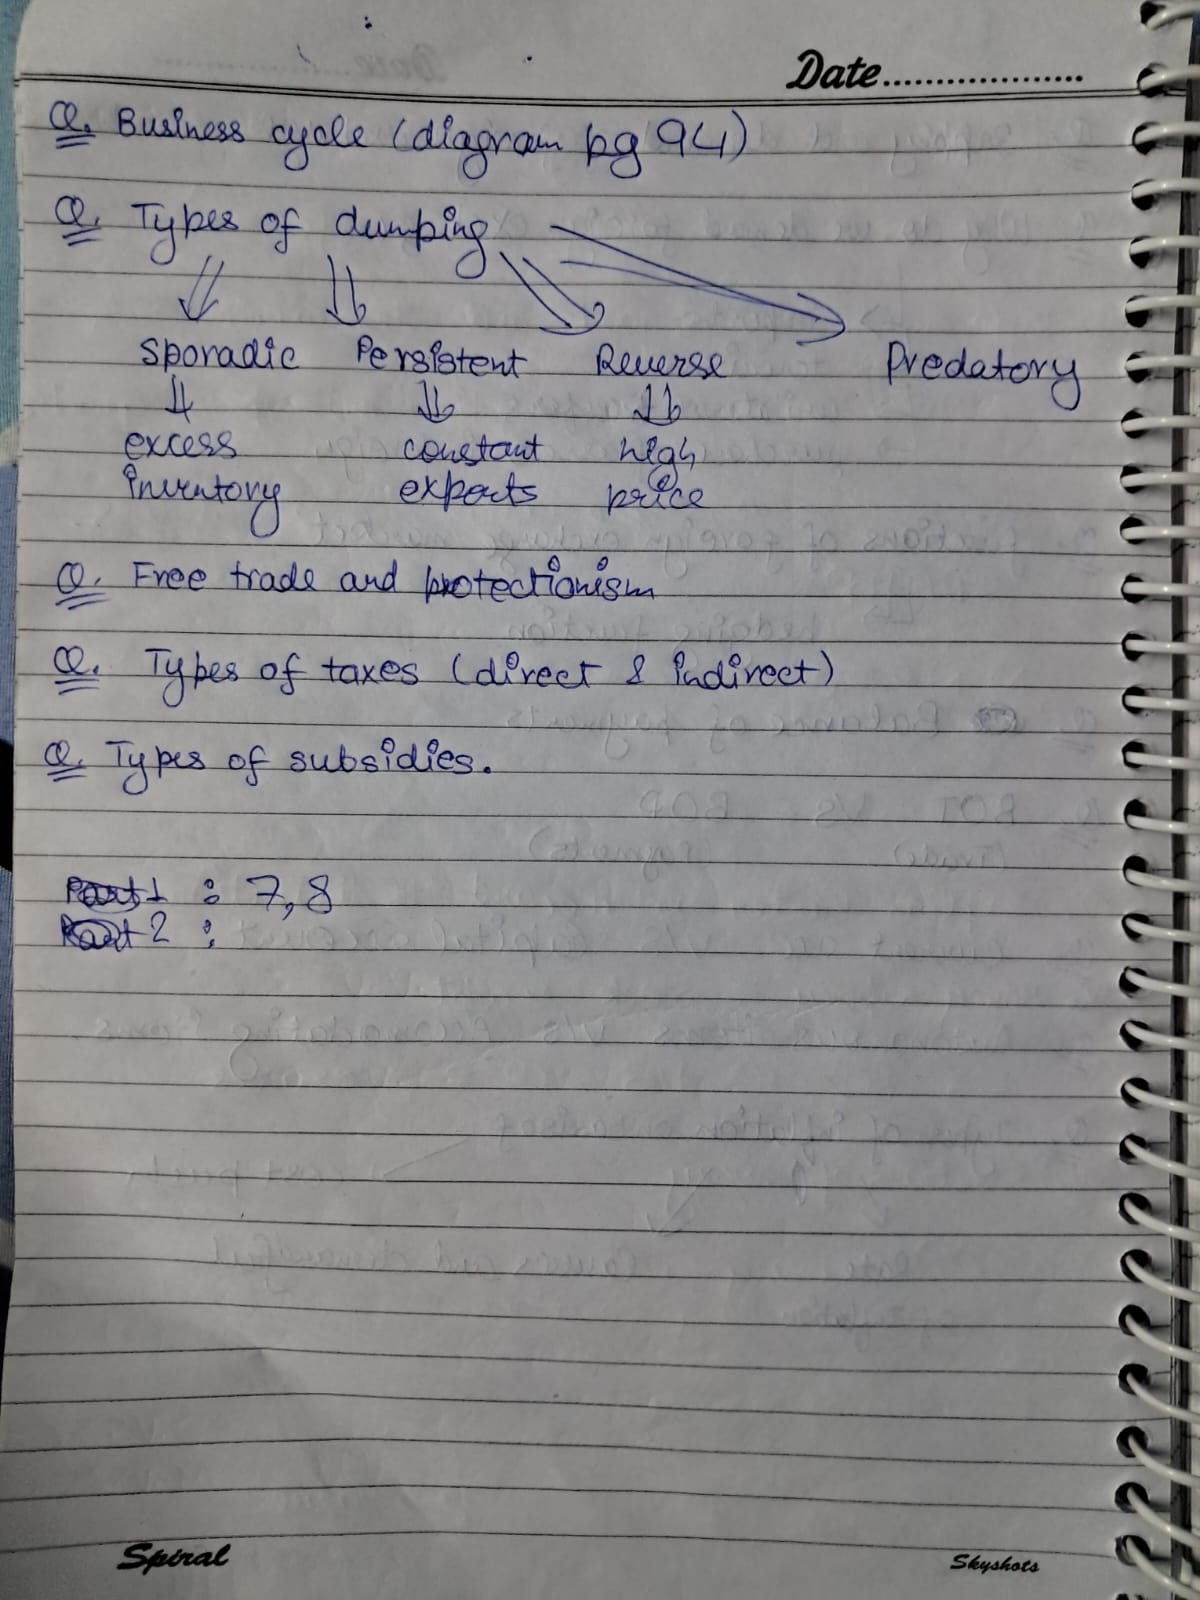 Date....................
Q. Business cycle (diagram pg 94)
Q. Types of dumping
Sporadic Persistent Reverse Predatory
excess constant high
inventory exports price
Q. Free trade and protectionism
Q. Types of taxes (direct & indirect)
Q. Types of subsidies.
Part 1 : 7,8
Part 2 :
Spiral Skyshots